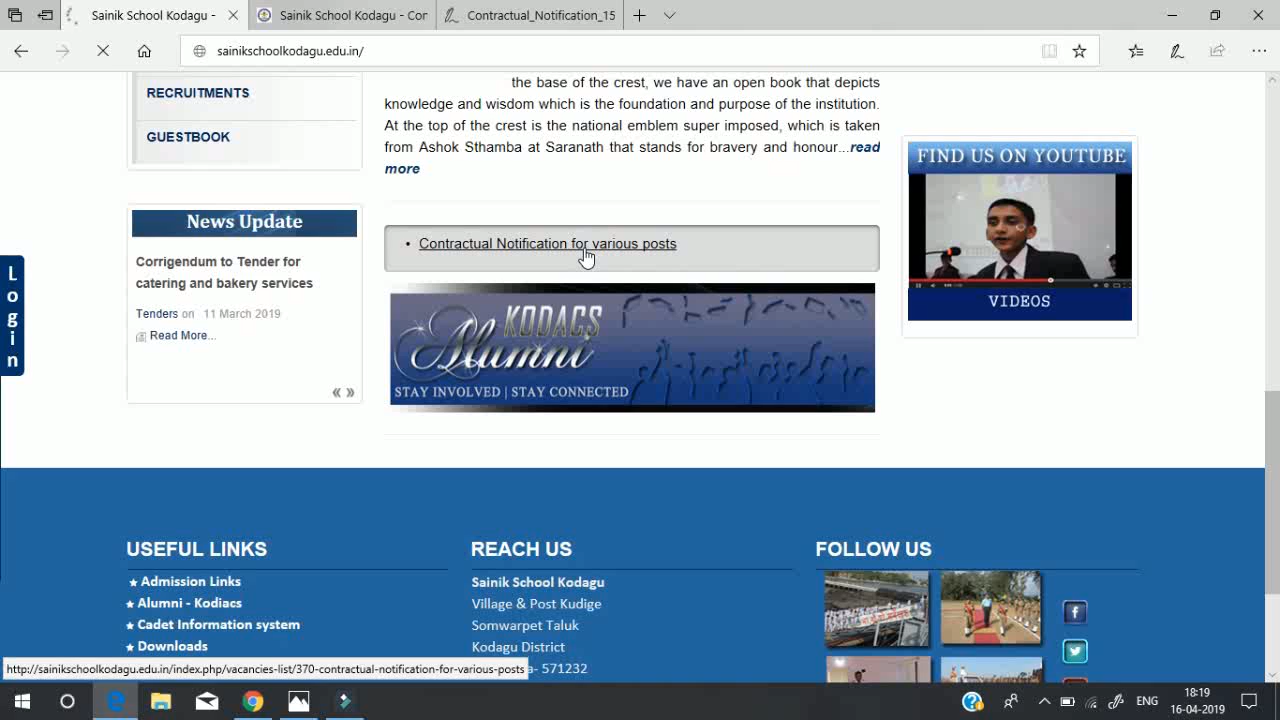 Sainik School Kodagu -
Sainik School Kodagu - Cor
Contractual_Notification_15
sainikschoolkodagu.edu.in/
RECRUITMENTS
GUESTBOOK
News Update
Corrigendum to Tender for
catering and bakery services
Tenders on 11 March 2019
Read More...
« »
Login
the base of the crest, we have an open book that depicts
knowledge and wisdom which is the foundation and purpose of the institution.
At the top of the crest is the national emblem super imposed, which is taken
from Ashok Sthamba at Saranath that stands for bravery and honour...read
more
• Contractual Notification for various posts
KODAGS
Alumni
STAY INVOLVED | STAY CONNECTED
FIND US ON YOUTUBE
VIDEOS
USEFUL LINKS
Admission Links
Alumni - Kodiacs
Cadet Information system
Downloads
REACH US
Sainik School Kodagu
Village & Post Kudige
Somwarpet Taluk
Kodagu District
a- 571232
FOLLOW US
http://sainikschoolkodagu.edu.in/index.php/vacancies-list/370-contractual-notification-for-various-posts
ENG
18:19
16-04-2019